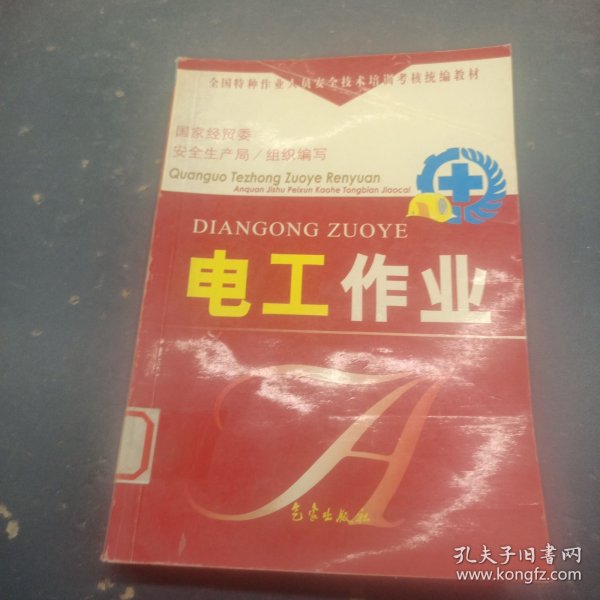 全国特种作业人员安全技术培训考核统编教材
国家经贸委
安全生产局/组织编写
Quanguo Tezhong Zuoye Renyuan
Anquan Jishu Peixun Kaohe Tongbian Jiaocai
DIANGONG ZUOYE
电工作业
A
气象出版社
孔夫子旧书网
www.kongfz.com